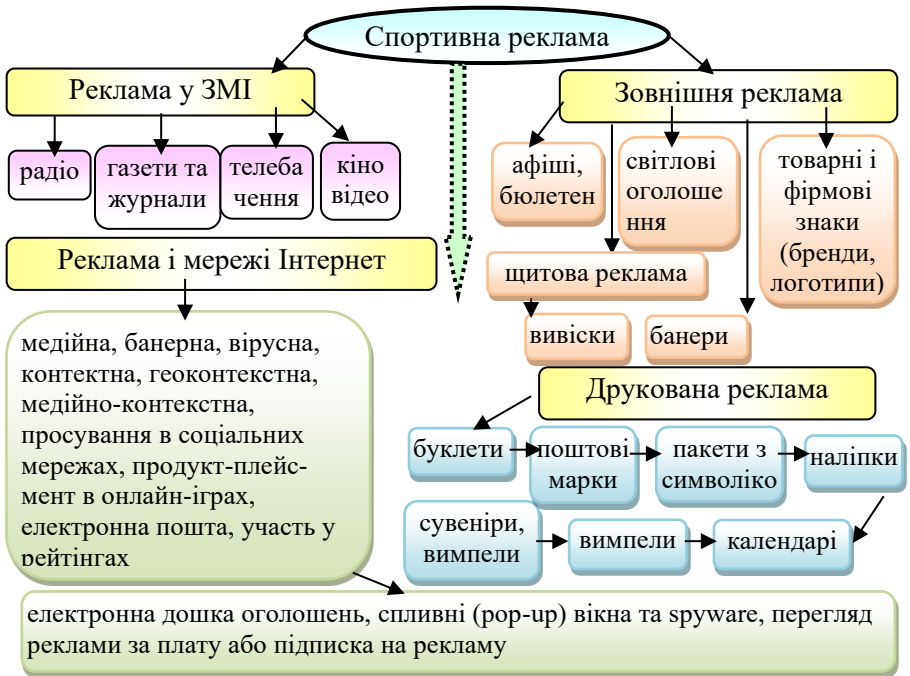 Спортивна реклама
Реклама у ЗМІ
радіо
газети та
журнали
телеба
чення
кіно
відео
Зовнішня реклама
афіші,
бюлетен
світлові
оголоше
ння
товарні і
фірмові
знаки
(бренди,
логотипи)
щитова реклама
вивіски
банери
Реклама і мережі Інтернет
медійна, банерна, вірусна,
контектна, геоконтекстна,
медійно-контекстна,
просування в соціальних
мережах, продукт-плейс-
мент в онлайн-іграх,
електронна пошта, участь у
рейтінгах
електронна дошка оголошень, спливні (pop-up) вікна та spyware, перегляд
реклами за плату або підписка на рекламу
Друкована реклама
буклети
поштові
марки
пакети з
символіко
наліпки
сувеніри,
вимпели
вимпели
календарі